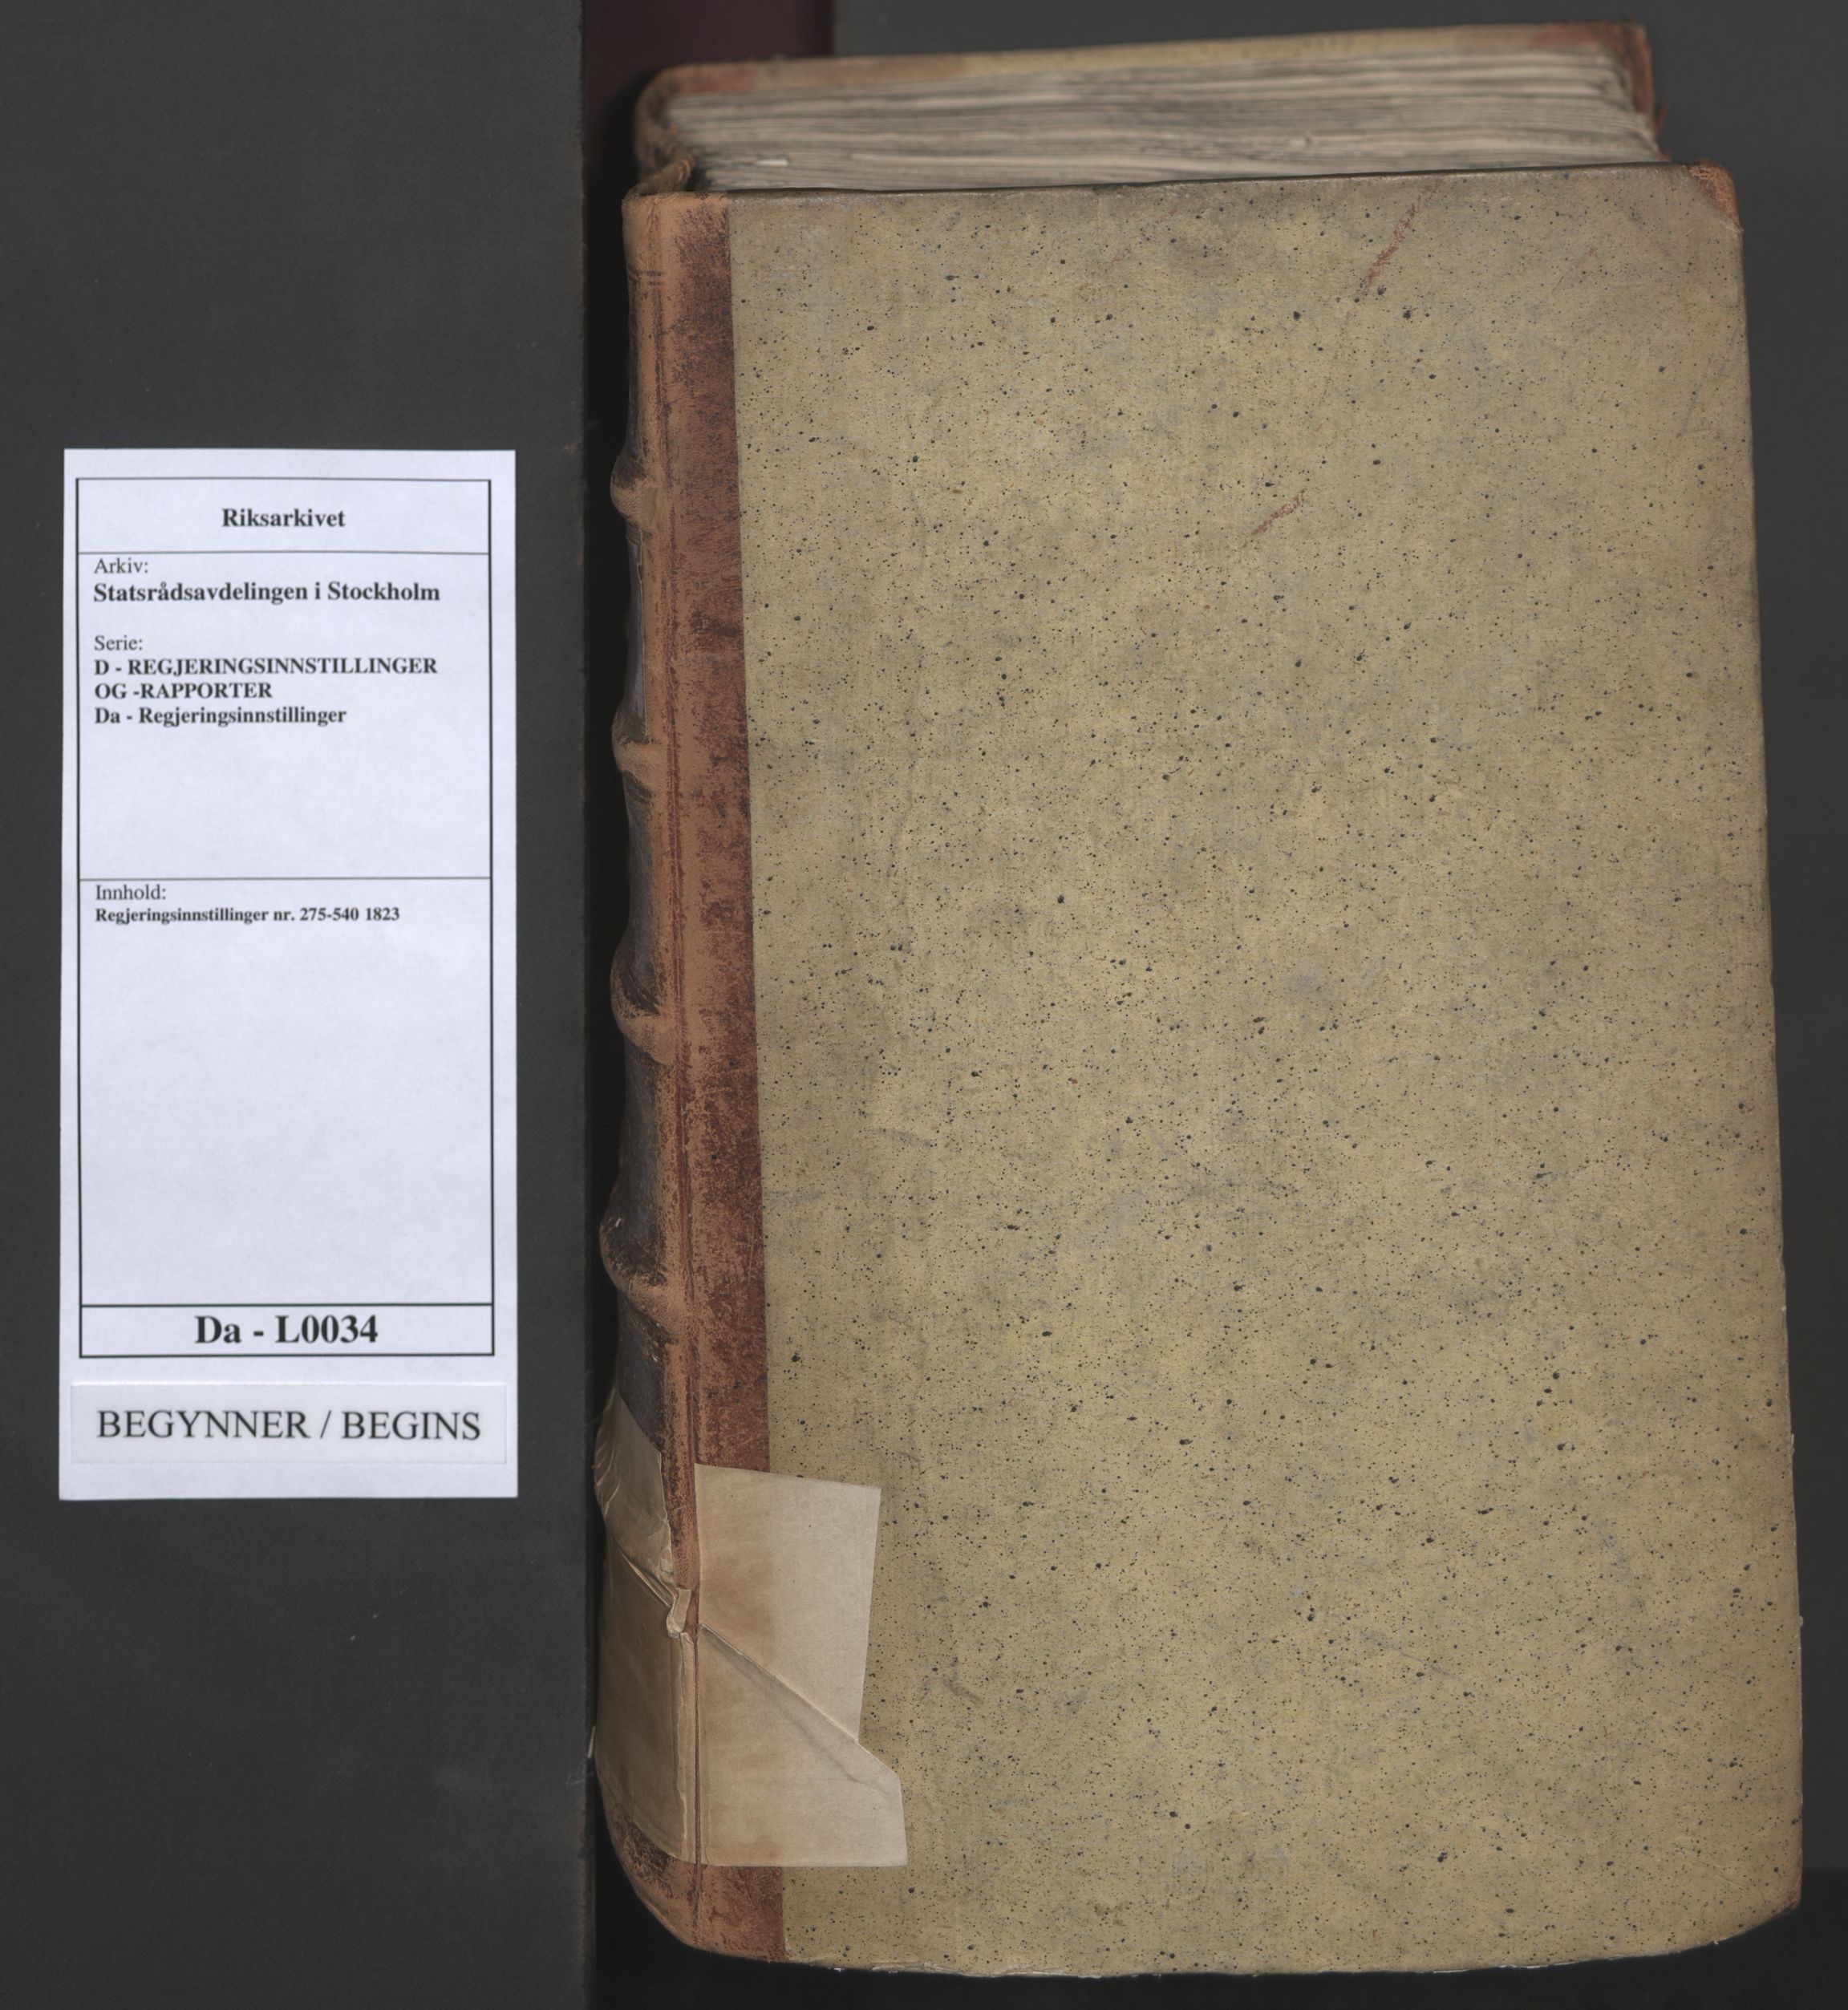 Riksarkivet
Arkiv:
Statsrådsavdelingen i Stockholm
Serie:
D - REGJERINGSINNSTILLINGER
OG -RAPPORTER
Da - Regjeringsinnstillinger
Innhold:
Regjeringsinnstillinger nr. 275-540 1823
Da - L0034
BEGYNNER / BEGINS